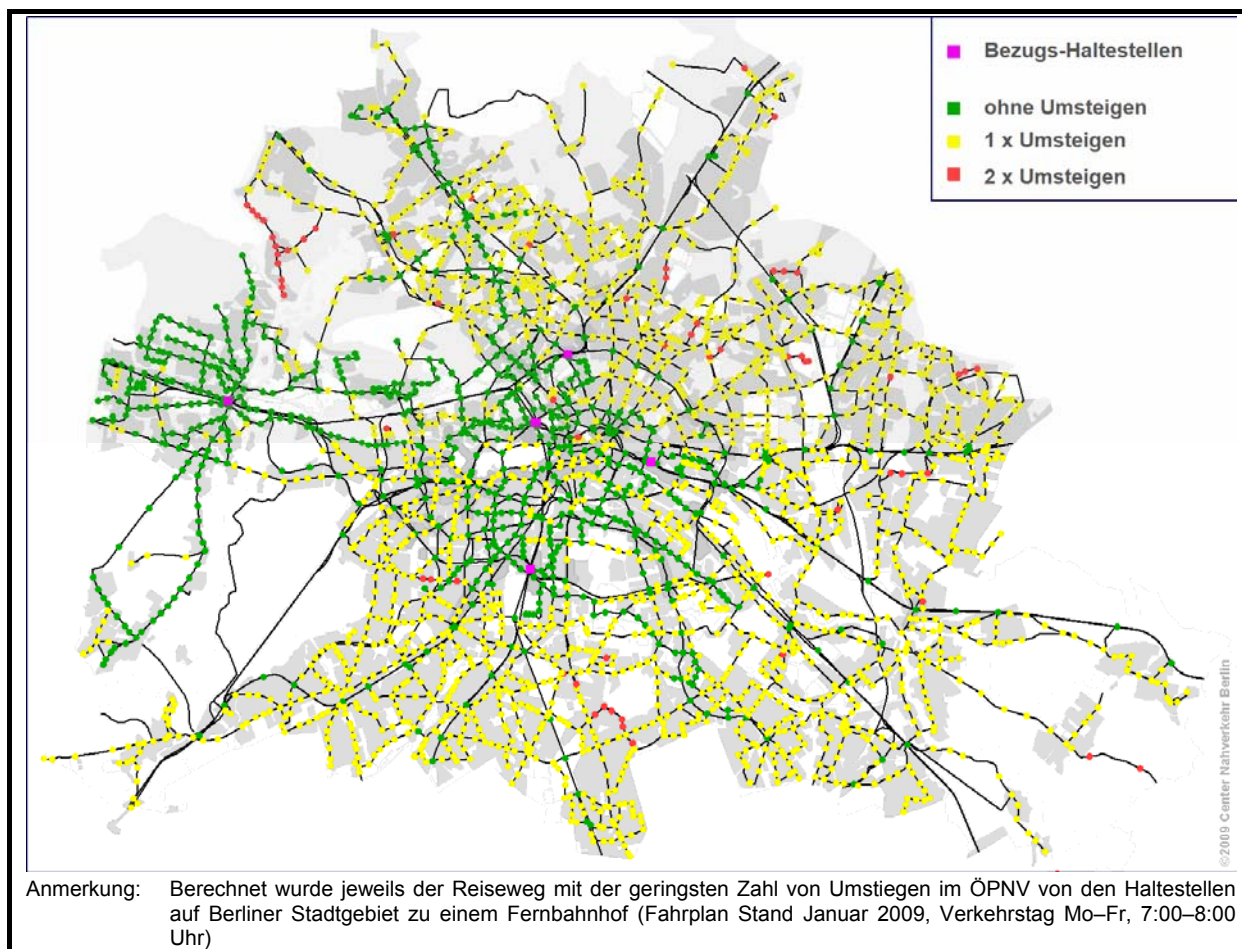 Bezugs-Haltestellen
ohne Umsteigen
1 x Umsteigen
2 x Umsteigen
©2009 Center Nahverkehr Berlin
Anmerkung: Berechnet wurde jeweils der Reiseweg mit der geringsten Zahl von Umstiegen im ÖPNV von den Haltestellen
auf Berliner Stadtgebiet zu einem Fernbahnhof (Fahrplan Stand Januar 2009, Verkehrstag Mo–Fr, 7:00–8:00
Uhr)